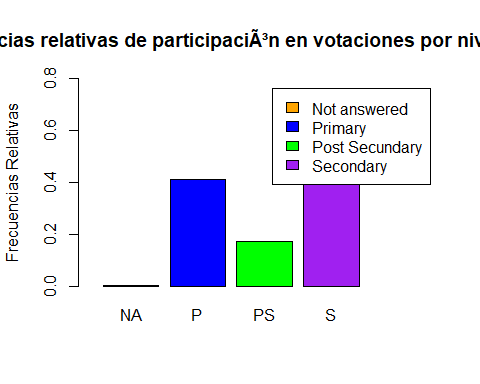 cias relativas de participaciÃ³n en votaciones por niv
Frecuencias Relativas
0.8
0.6
0.4
0.2
0.0
Not answered
Primary
Post Secundary
Secondary
NA P PS S